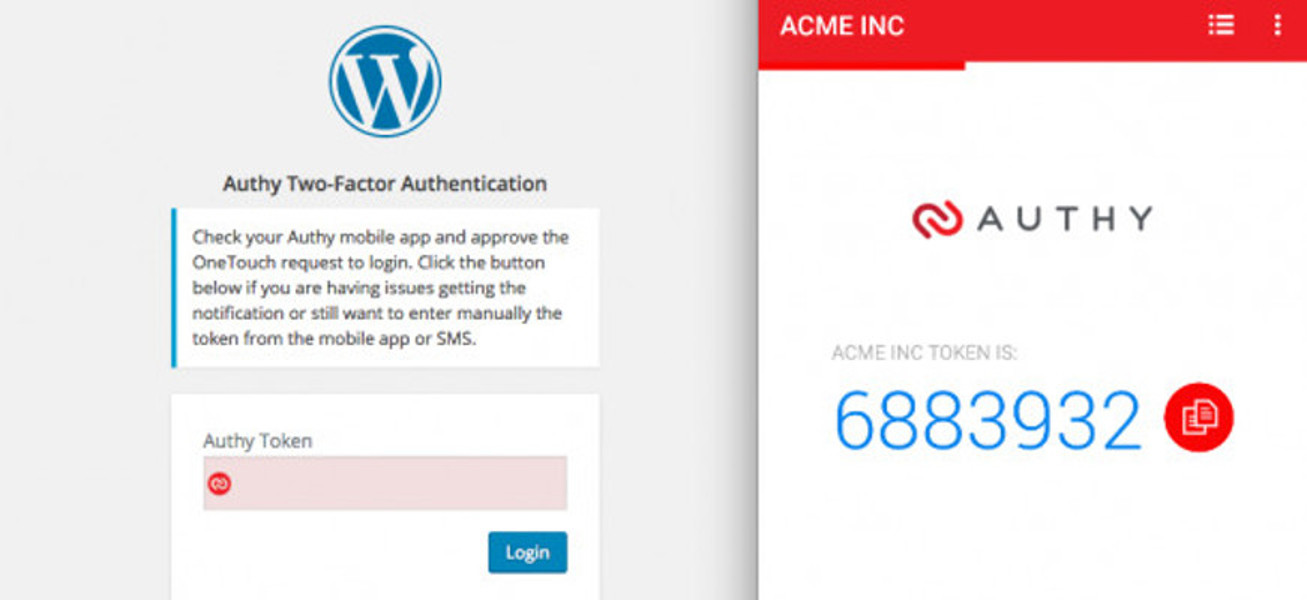 Authy Two-Factor Authentication
Check your Authy mobile app and approve the
OneTouch request to login. Click the button
below if you are having issues getting the
notification or still want to enter manually the
token from the mobile app or SMS.
Authy Token
Login
ACME INC
AUTHY
ACME INC TOKEN IS:
6883932